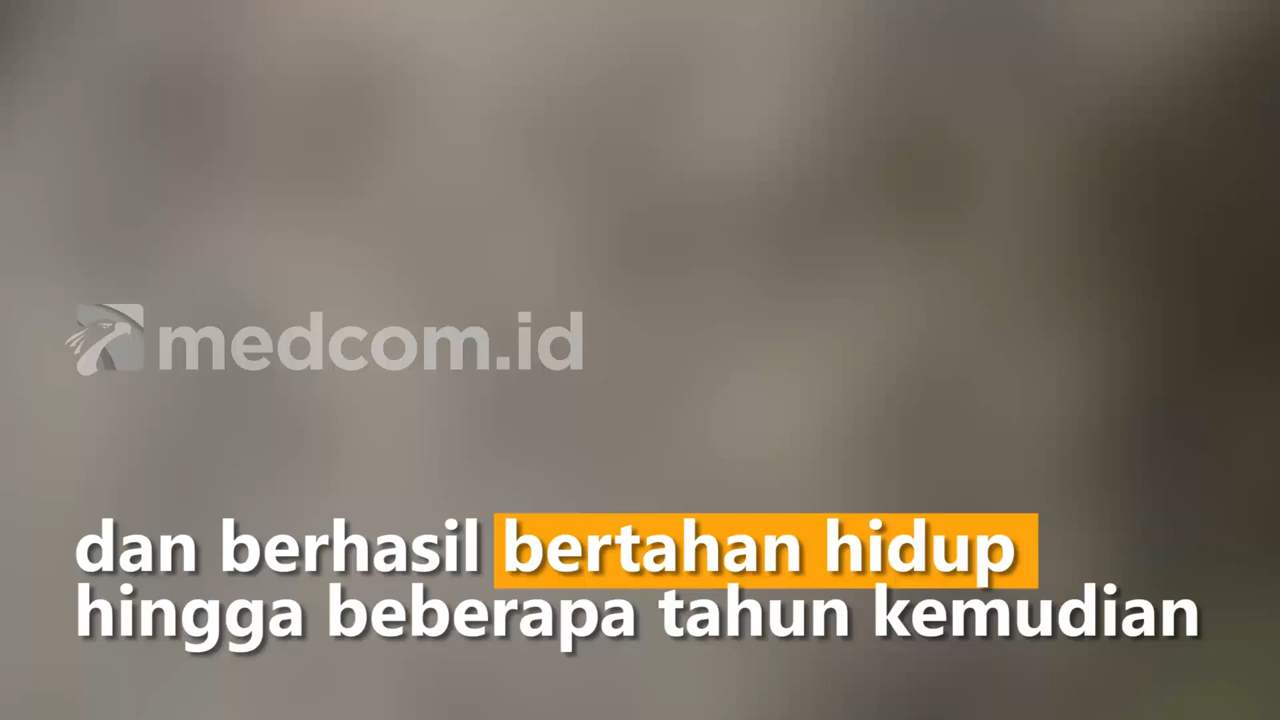 medcom.id
dan berhasil bertahan hidup
hingga beberapa tahun kemudian